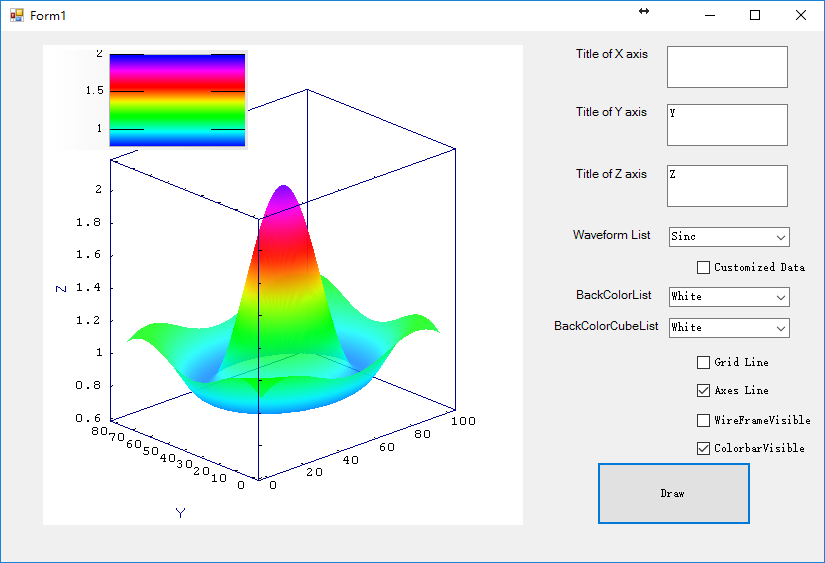 Form1
2
1.5
1
2
1.8
1.6
1.4
1.2
1
0.8
0.6
Z
80
70
60
50
40
30
20
10
0
Y
0
20
40
60
80
100
Title of X axis
Title of Y axis
Y
Title of Z axis
Z
Waveform List
Sinc
Customized Data
BackColorList
White
BackColorCubeList
White
Grid Line
Axes Line
WireFrameVisible
ColorbarVisible
Draw